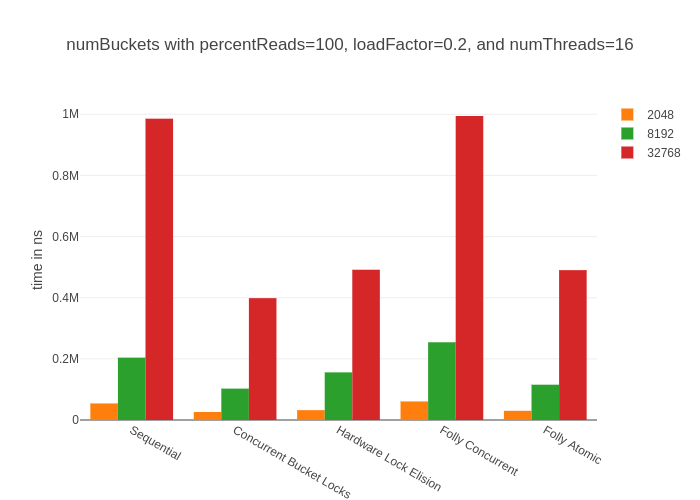 numBuckets with percentReads=100, loadFactor=0.2, and numThreads=16
1M
0.8M
0.6M
0.4M
0.2M
0
time in ns
2048
8192
32768
Sequential
Concurrent Bucket Locks
Hardware Lock Elision
Folly Concurrent
Folly Atomic